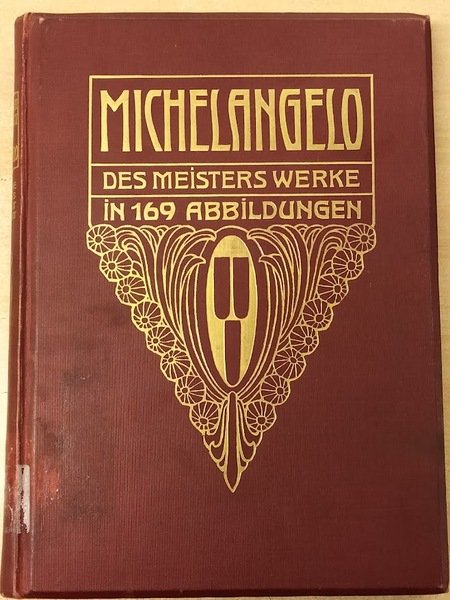 MICHELANGELO
DES MEISTERS WERKE
iN 169 ABBiLDUNGEN